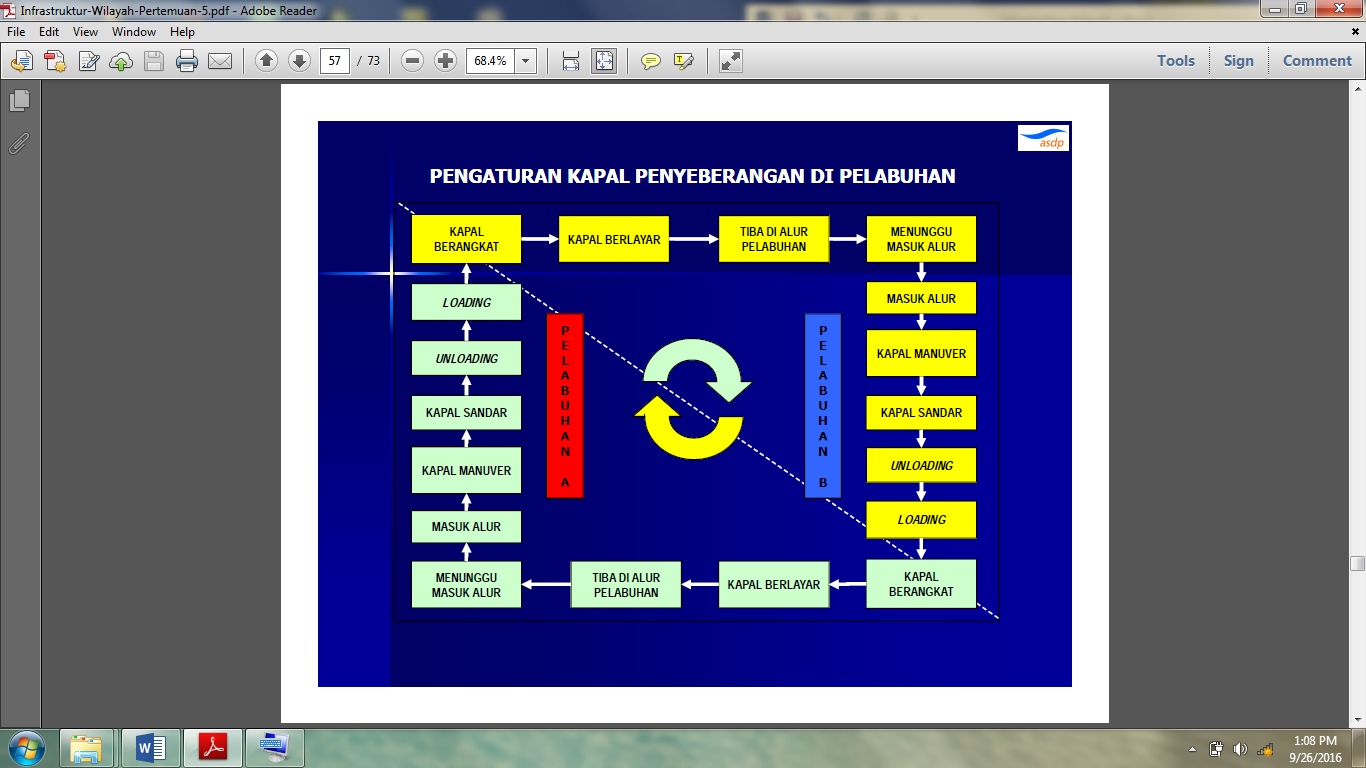 Infrastruktur-Wilayah-Pertemuan-5.pdf - Adobe Reader
File Edit View Window Help
57 / 73 68.4% Tools Sign Comment
asdp
PENGATURAN KAPAL PENYEBERANGAN DI PELABUHAN
KAPAL
BERANGKAT
KAPAL BERLAYAR
TIBA DI ALUR
PELABUHAN
MENUNGGU
MASUK ALUR
MASUK ALUR
KAPAL MANUVER
KAPAL SANDAR
UNLOADING
LOADING
KAPAL
BERANGKAT
KAPAL BERLAYAR
TIBA DI ALUR
PELABUHAN
MENUNGGU
MASUK ALUR
MASUK ALUR
KAPAL MANUVER
KAPAL SANDAR
UNLOADING
LOADING
PELABUHAN A
PELABUHAN B
1:08 PM
9/26/2016